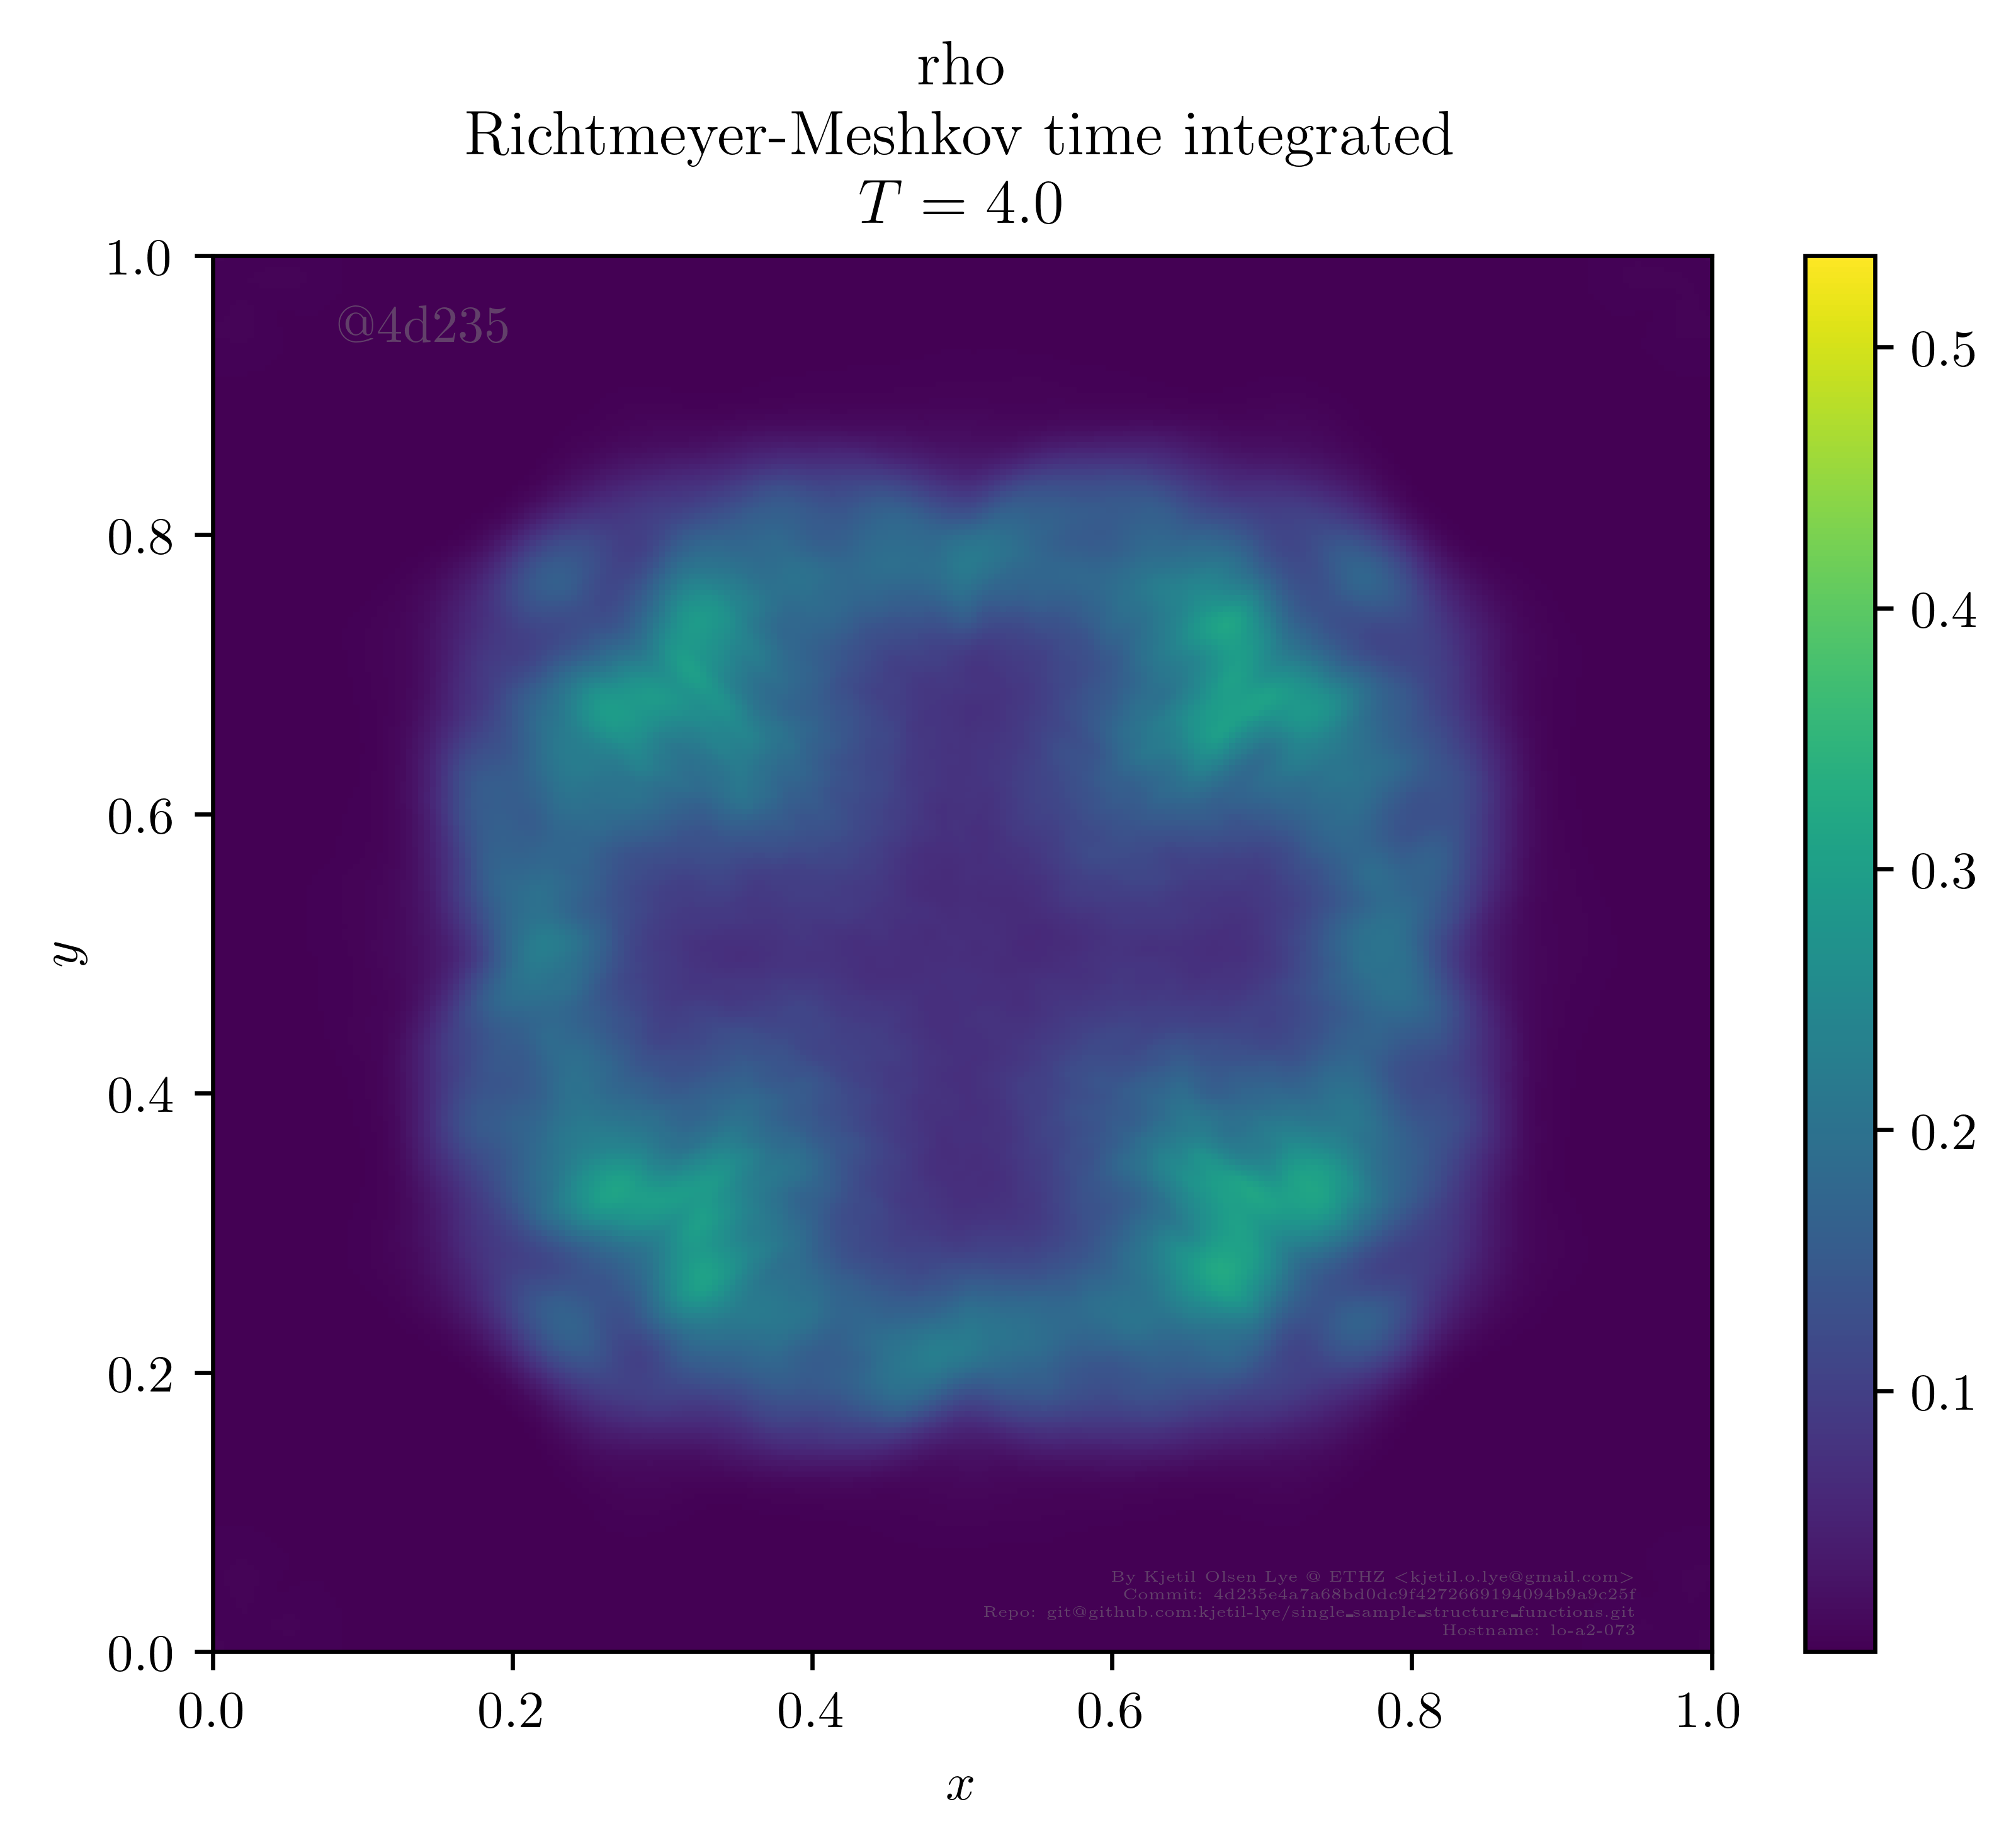 rho
Richtmeyer-Meshkov time integrated
T = 4.0
1.0
0.8
0.6
0.4
0.2
0.0
y
@4d235
By Kjetil Olsen Lye @ ETHZ <kjetil.o.lye@gmail.com>
Commit: 4d235e4a7a68bd0dc9f4272669194094b9a9c25f
Repo: git@github.com:kjetil-lye/single_sample_structure_functions.git
Hostname: lo-a2-073
0.0 0.2 0.4 0.6 0.8 1.0
x
0.5
0.4
0.3
0.2
0.1